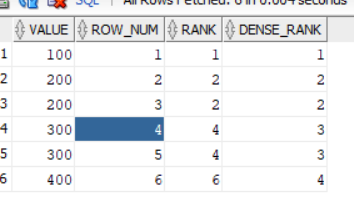 SQL | All Rows Fetched: 6 in 0.004 seconds
VALUE ROW_NUM RANK DENSE_RANK
1 100 1 1 1
2 200 2 2 2
3 200 3 2 2
4 300 4 4 3
5 300 5 4 3
6 400 6 6 4